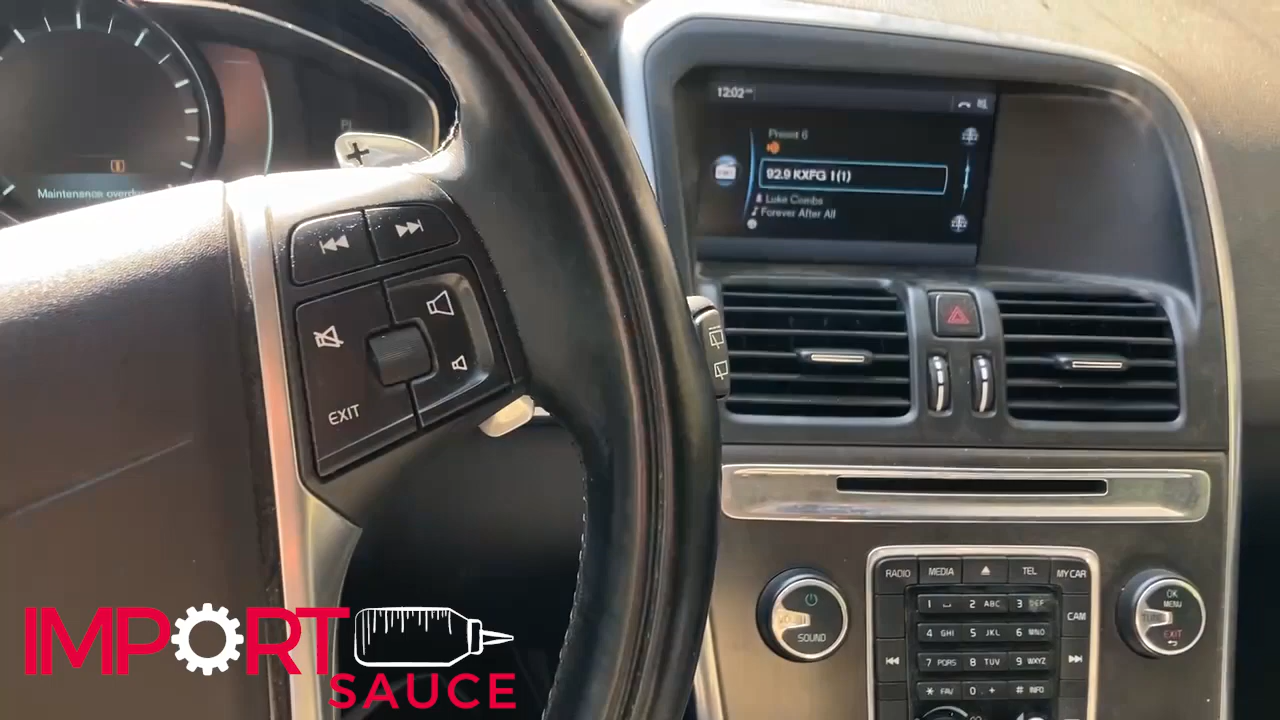 12:02
Preset 6
92.9 KXFG 1(1)
Luke Combs
Forever After All
Maintenance
EXIT
RADIO
MEDIA
TEL
MY CAR
1
2 ABC
3 DEF
CAM
4 GHI
5 JKL
6 MNO
7 PQRS
8 TUV
9 WXYZ
* FAV
0 +
# INFO
SOUND
OK
MENU
TUNE
EXIT
IMPORT
SAUCE